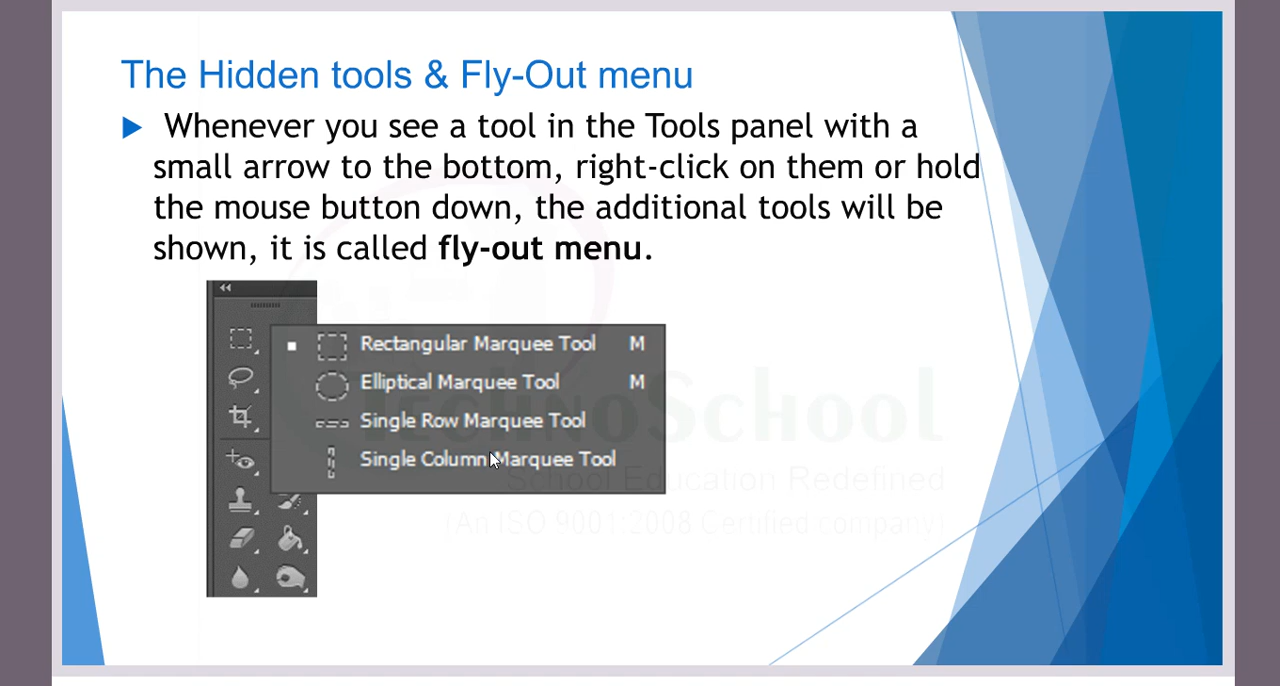 The Hidden tools & Fly-Out menu
Whenever you see a tool in the Tools panel with a
small arrow to the bottom, right-click on them or hold
the mouse button down, the additional tools will be
shown, it is called fly-out menu.
Rectangular Marquee Tool M
Elliptical Marquee Tool M
Single Row Marquee Tool
Single Column Marquee Tool
TechnoSchool
School Education Redefined
(An ISO 9001:2008 Certified company)